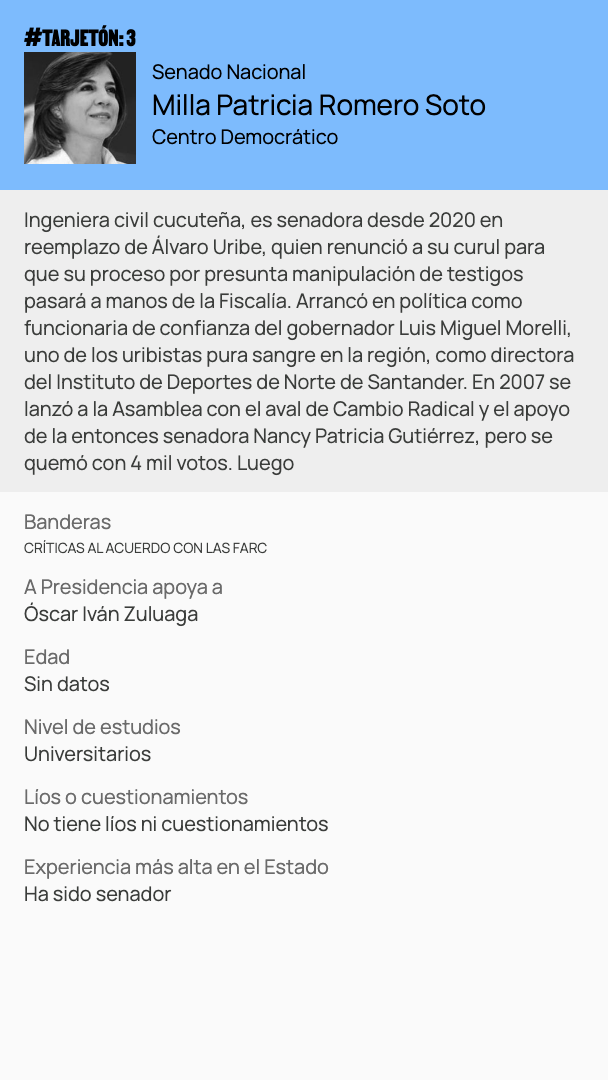 #TARJETÓN: 3
Senado Nacional
Milla Patricia Romero Soto
Centro Democrático
Ingeniera civil cucuteña, es senadora desde 2020 en
reemplazo de Álvaro Uribe, quien renunció a su curul para
que su proceso por presunta manipulación de testigos
pasará a manos de la Fiscalía. Arrancó en política como
funcionaria de confianza del gobernador Luis Miguel Morelli,
uno de los uribistas pura sangre en la región, como directora
del Instituto de Deportes de Norte de Santander. En 2007 se
lanzó a la Asamblea con el aval de Cambio Radical y el apoyo
de la entonces senadora Nancy Patricia Gutiérrez, pero se
quemó con 4 mil votos. Luego
Banderas
CRÍTICAS AL ACUERDO CON LAS FARC
A Presidencia apoya a
Óscar Iván Zuluaga
Edad
Sin datos
Nivel de estudios
Universitarios
Líos o cuestionamientos
No tiene líos ni cuestionamientos
Experiencia más alta en el Estado
Ha sido senador